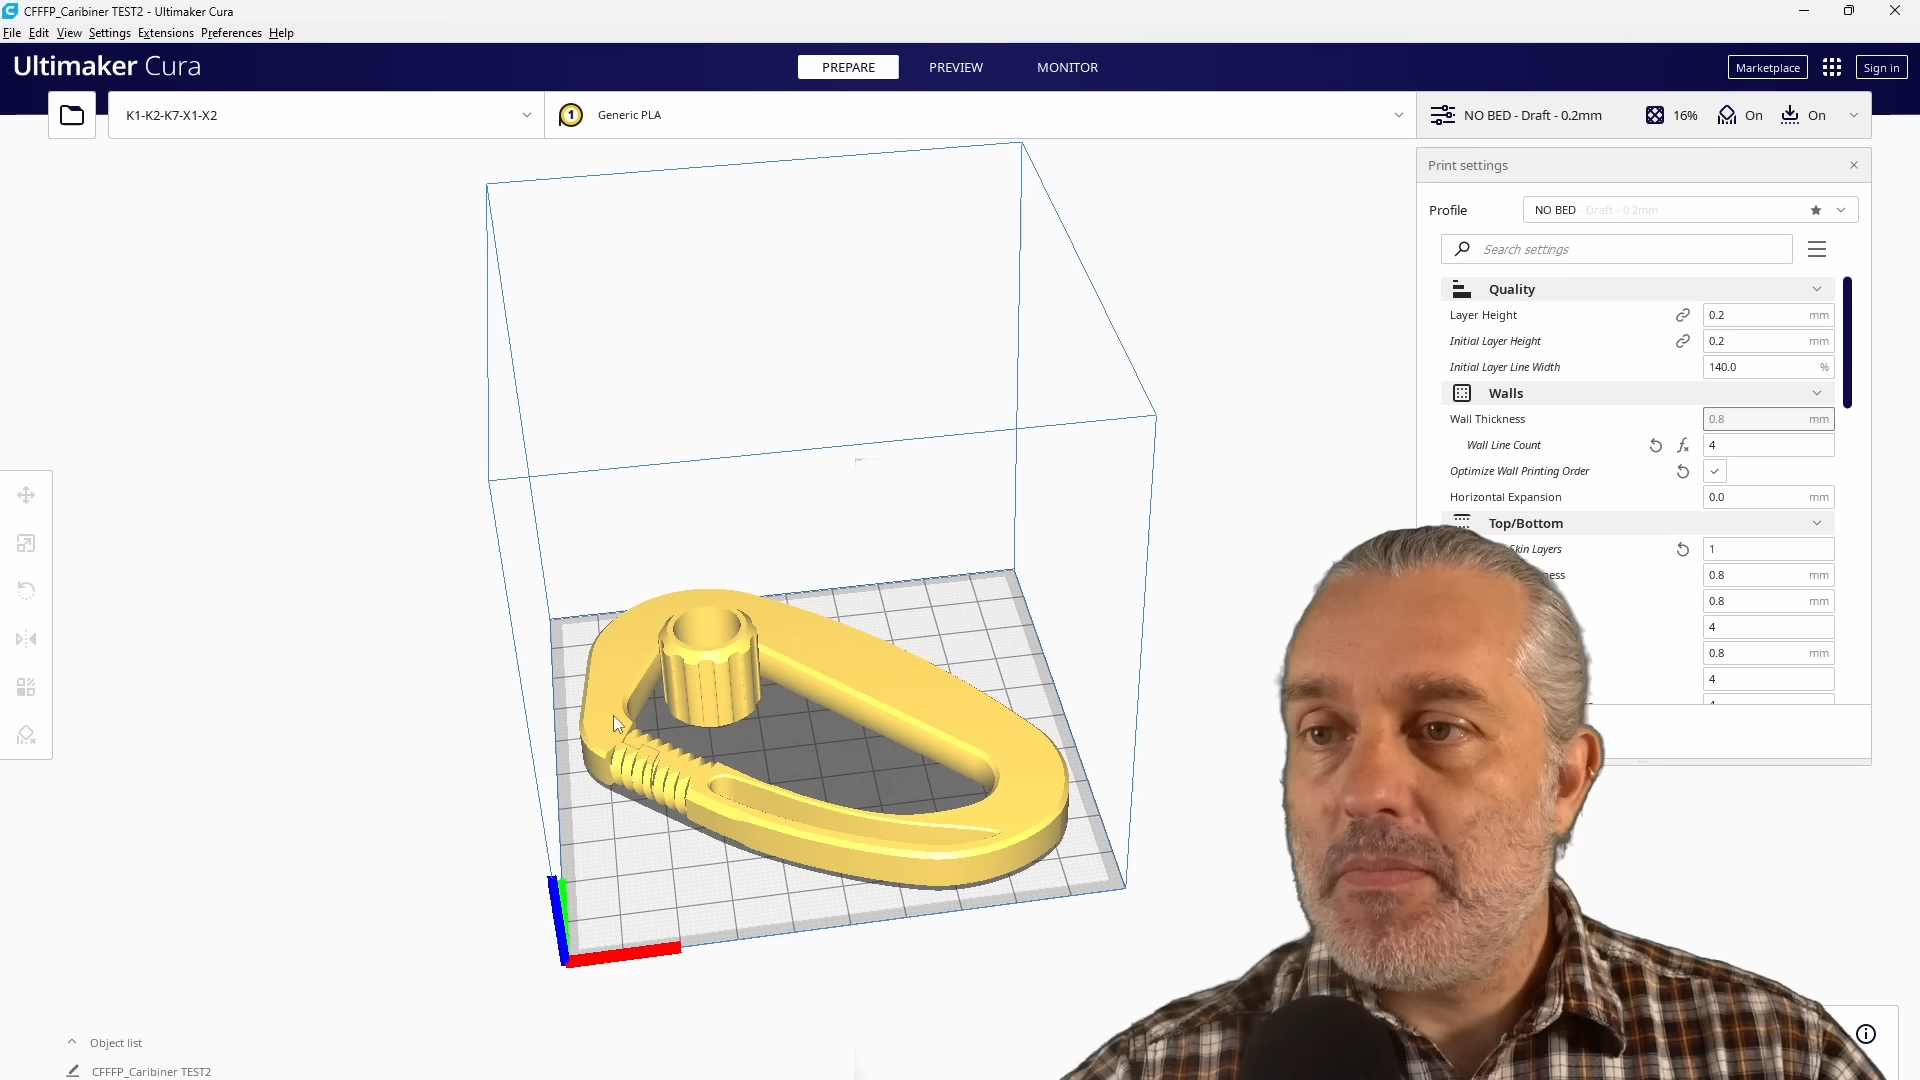 CFFFP_Caribiner TEST2 - Ultimaker Cura
File Edit View Settings Extensions Preferences Help
Ultimaker Cura
PREPARE
PREVIEW
MONITOR
Marketplace
Sign in
K1-K2-K7-X1-X2
1
Generic PLA
NO BED - Draft - 0.2mm
16%
On
On
Print settings
Profile
NO BED - Draft - 0.2mm
Search settings
Quality
Layer Height 0.2 mm
Initial Layer Height 0.2 mm
Initial Layer Line Width 140.0 %
Walls
Wall Thickness 0.8 mm
Wall Line Count 4
Optimize Wall Printing Order
Horizontal Expansion 0.0 mm
Top/Bottom
Skin Layers 1
0.8 mm
0.8 mm
4
0.8 mm
4
Object list
CFFFP_Caribiner TEST2